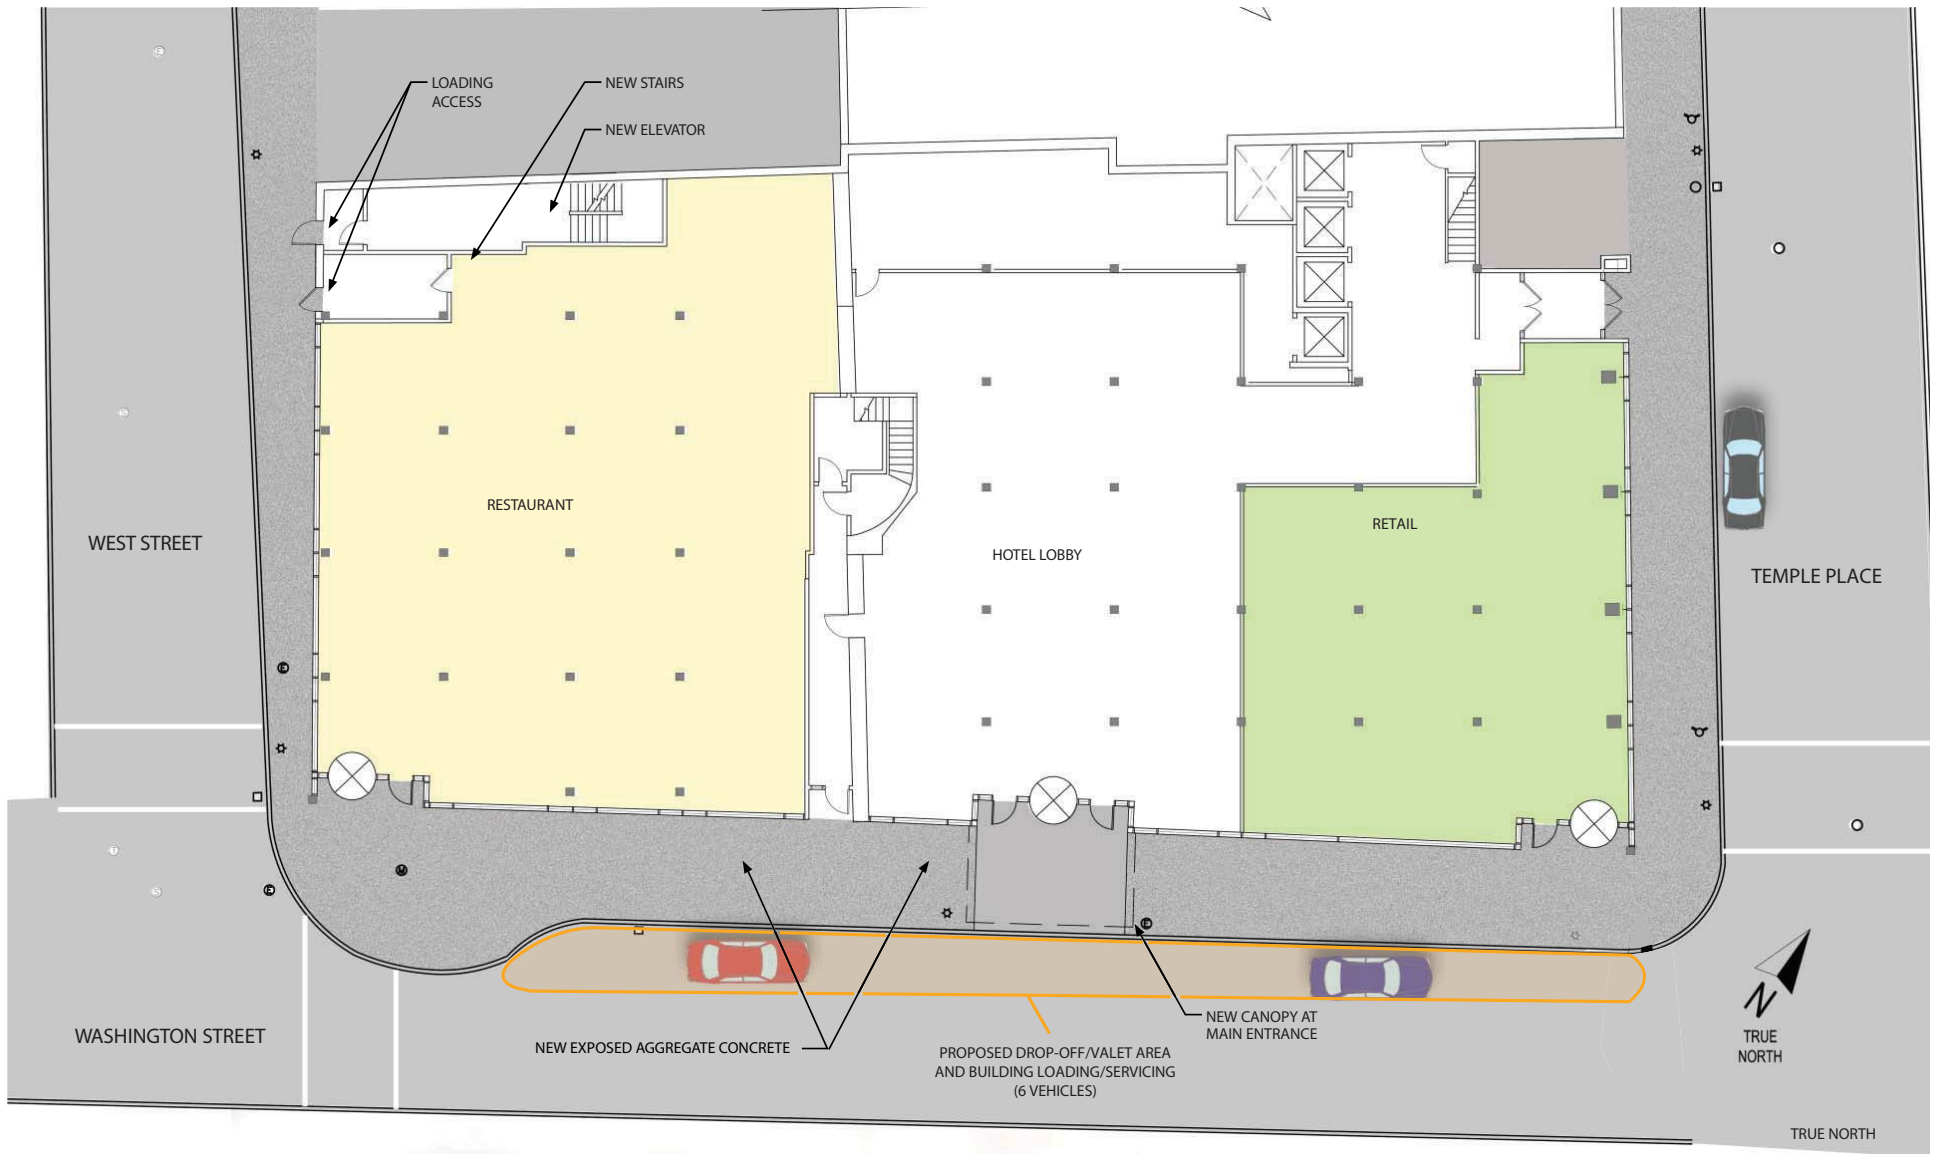 LOADING
ACCESS
NEW STAIRS
NEW ELEVATOR
RESTAURANT
WEST STREET
HOTEL LOBBY
RETAIL
TEMPLE PLACE
WASHINGTON STREET
NEW EXPOSED AGGREGATE CONCRETE
PROPOSED DROP-OFF/VALET AREA
AND BUILDING LOADING/SERVICING
(6 VEHICLES)
NEW CANOPY AT
MAIN ENTRANCE
N
TRUE
NORTH
TRUE NORTH